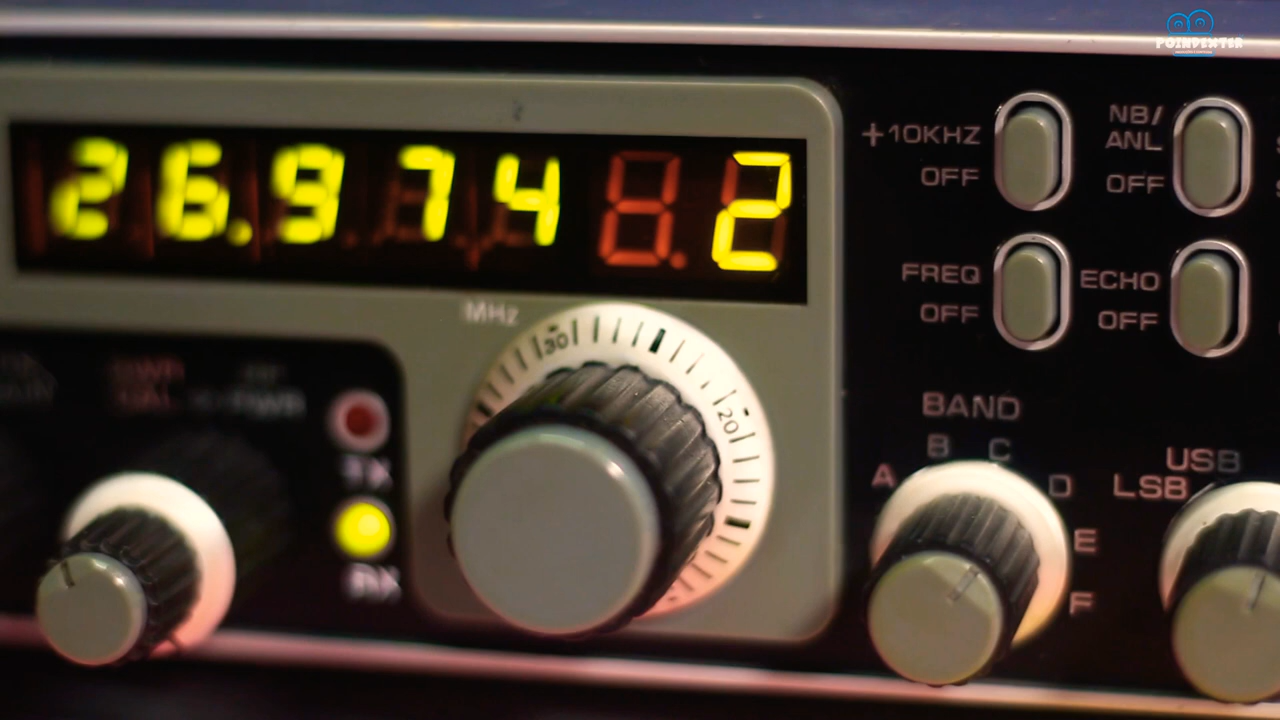 POINDEXTER
26.974 2
MHz
30
20
TX
RX
+10KHZ
OFF
NB/
ANL
OFF
FREQ
OFF
ECHO
OFF
BAND
A B C D E F
USB
LSB